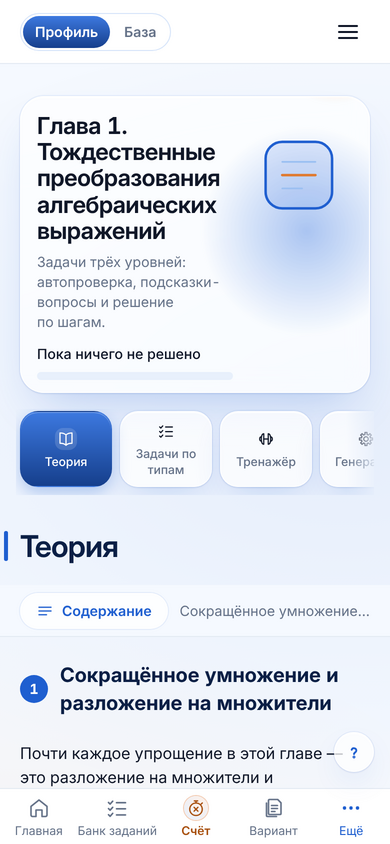 Профиль База
Глава 1.
Тождественные
преобразования
алгебраических
выражений
Задачи трёх уровней:
автопроверка, подсказки-
вопросы и решение
по шагам.
Пока ничего не решено
Теория
Задачи по
типам
Тренажёр
Генера
Теория
Содержание Сокращённое умножение...
1 Сокращённое умножение и
разложение на множители
Почти каждое упрощение в этой главе —
?
это разложение на множители и
Главная Банк заданий Счёт Вариант Ещё